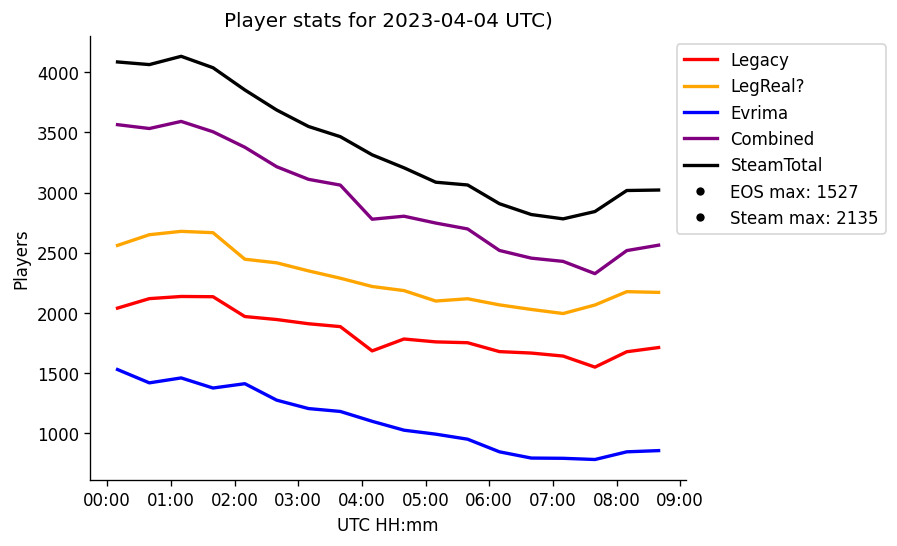 Player stats for 2023-04-04 UTC)
4000
3500
3000
2500
2000
1500
1000
Players
00:00 01:00 02:00 03:00 04:00 05:00 06:00 07:00 08:00 09:00
UTC HH:mm
Legacy
LegReal?
Evrima
Combined
SteamTotal
EOS max: 1527
Steam max: 2135